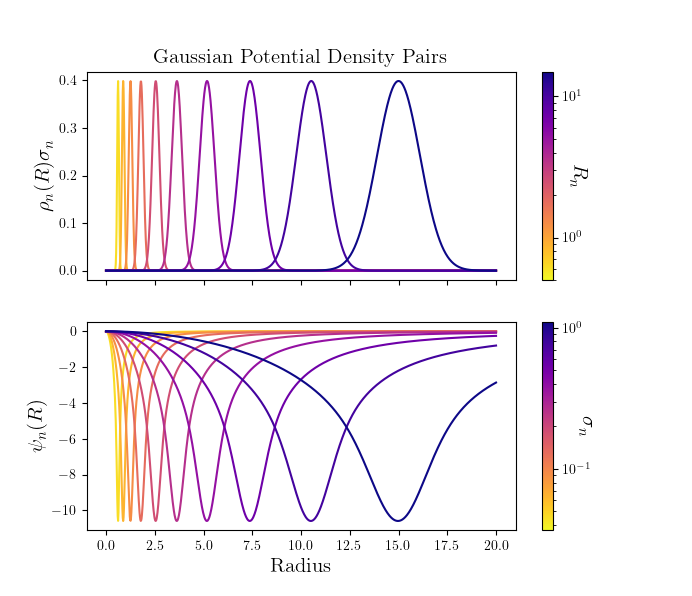 Gaussian Potential Density Pairs
0.4
0.3
0.2
0.1
0.0
ρₙ(R)σₙ
10¹
10⁰
Rₙ
0
−2
−4
−6
−8
−10
ψₙ(R)
0.0 2.5 5.0 7.5 10.0 12.5 15.0 17.5 20.0
Radius
10⁰
10⁻¹
σₙ